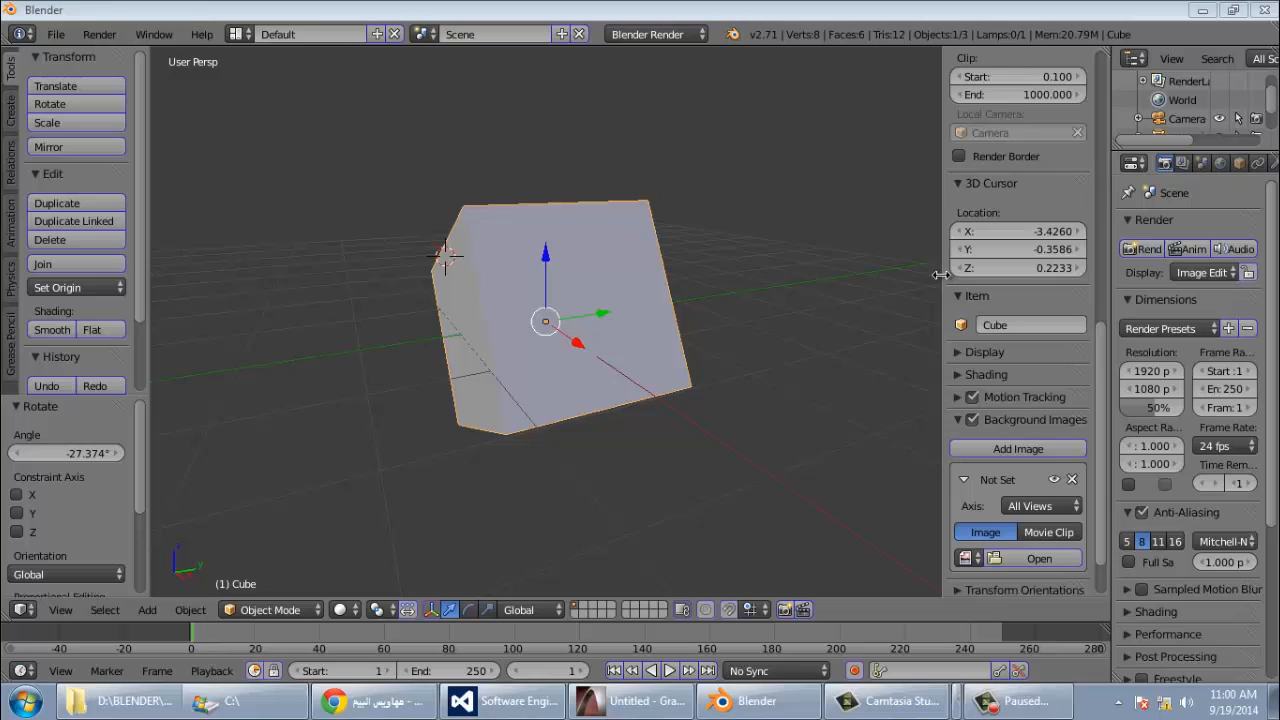 Blender
File Render Window Help Default Scene Blender Render v2.71 | Verts:8 | Faces:6 | Tris:12 | Objects:1/3 | Lamps:0/1 | Mem:20.79M | Cube
Tools
Create
Relations
Animation
Physics
Grease Pencil
Transform
Translate
Rotate
Scale
Mirror
Edit
Duplicate
Duplicate Linked
Delete
Join
Set Origin
Shading:
Smooth Flat
History
Undo Redo
Rotate
Angle
-27.374°
Constraint Axis
X
Y
Z
Orientation
Global
User Persp
(1) Cube
Clip:
Start: 0.100
End: 1000.000
Local Camera:
Camera
Render Border
3D Cursor
Location:
X: -3.4260
Y: -0.3586
Z: 0.2233
Item
Cube
Display
Shading
Motion Tracking
Background Images
Add Image
Not Set
Axis: All Views
Image Movie Clip
Open
Transform Orientations
View Search All Sc
RenderLa
World
Camera
Scene
Render
Rend Anim Audio
Display: Image Edit
Dimensions
Render Presets
Resolution: Frame Ra...
1920 p Start :1
1080 p En: 250
50% Fram: 1
Aspect Ra... Frame Rate:
: 1.000 24 fps
: 1.000 Time Rem...
:1
Anti-Aliasing
5 8 11 16 Mitchell-N
Full Sa 1.000 p
Sampled Motion Blur
Shading
Performance
Post Processing
View Select Add Object Object Mode Global
-40 -20 0 20 40 60 80 100 120 140 160 180 200 220 240 260 280
View Marker Frame Playback Start: 1 End: 250 1 No Sync
D:\BLENDER\... C:\ مهاويس البيم - ... Software Engi... Untitled - Gra... Blender Camtasia Stu... Paused...
11:00 AM
9/19/2014